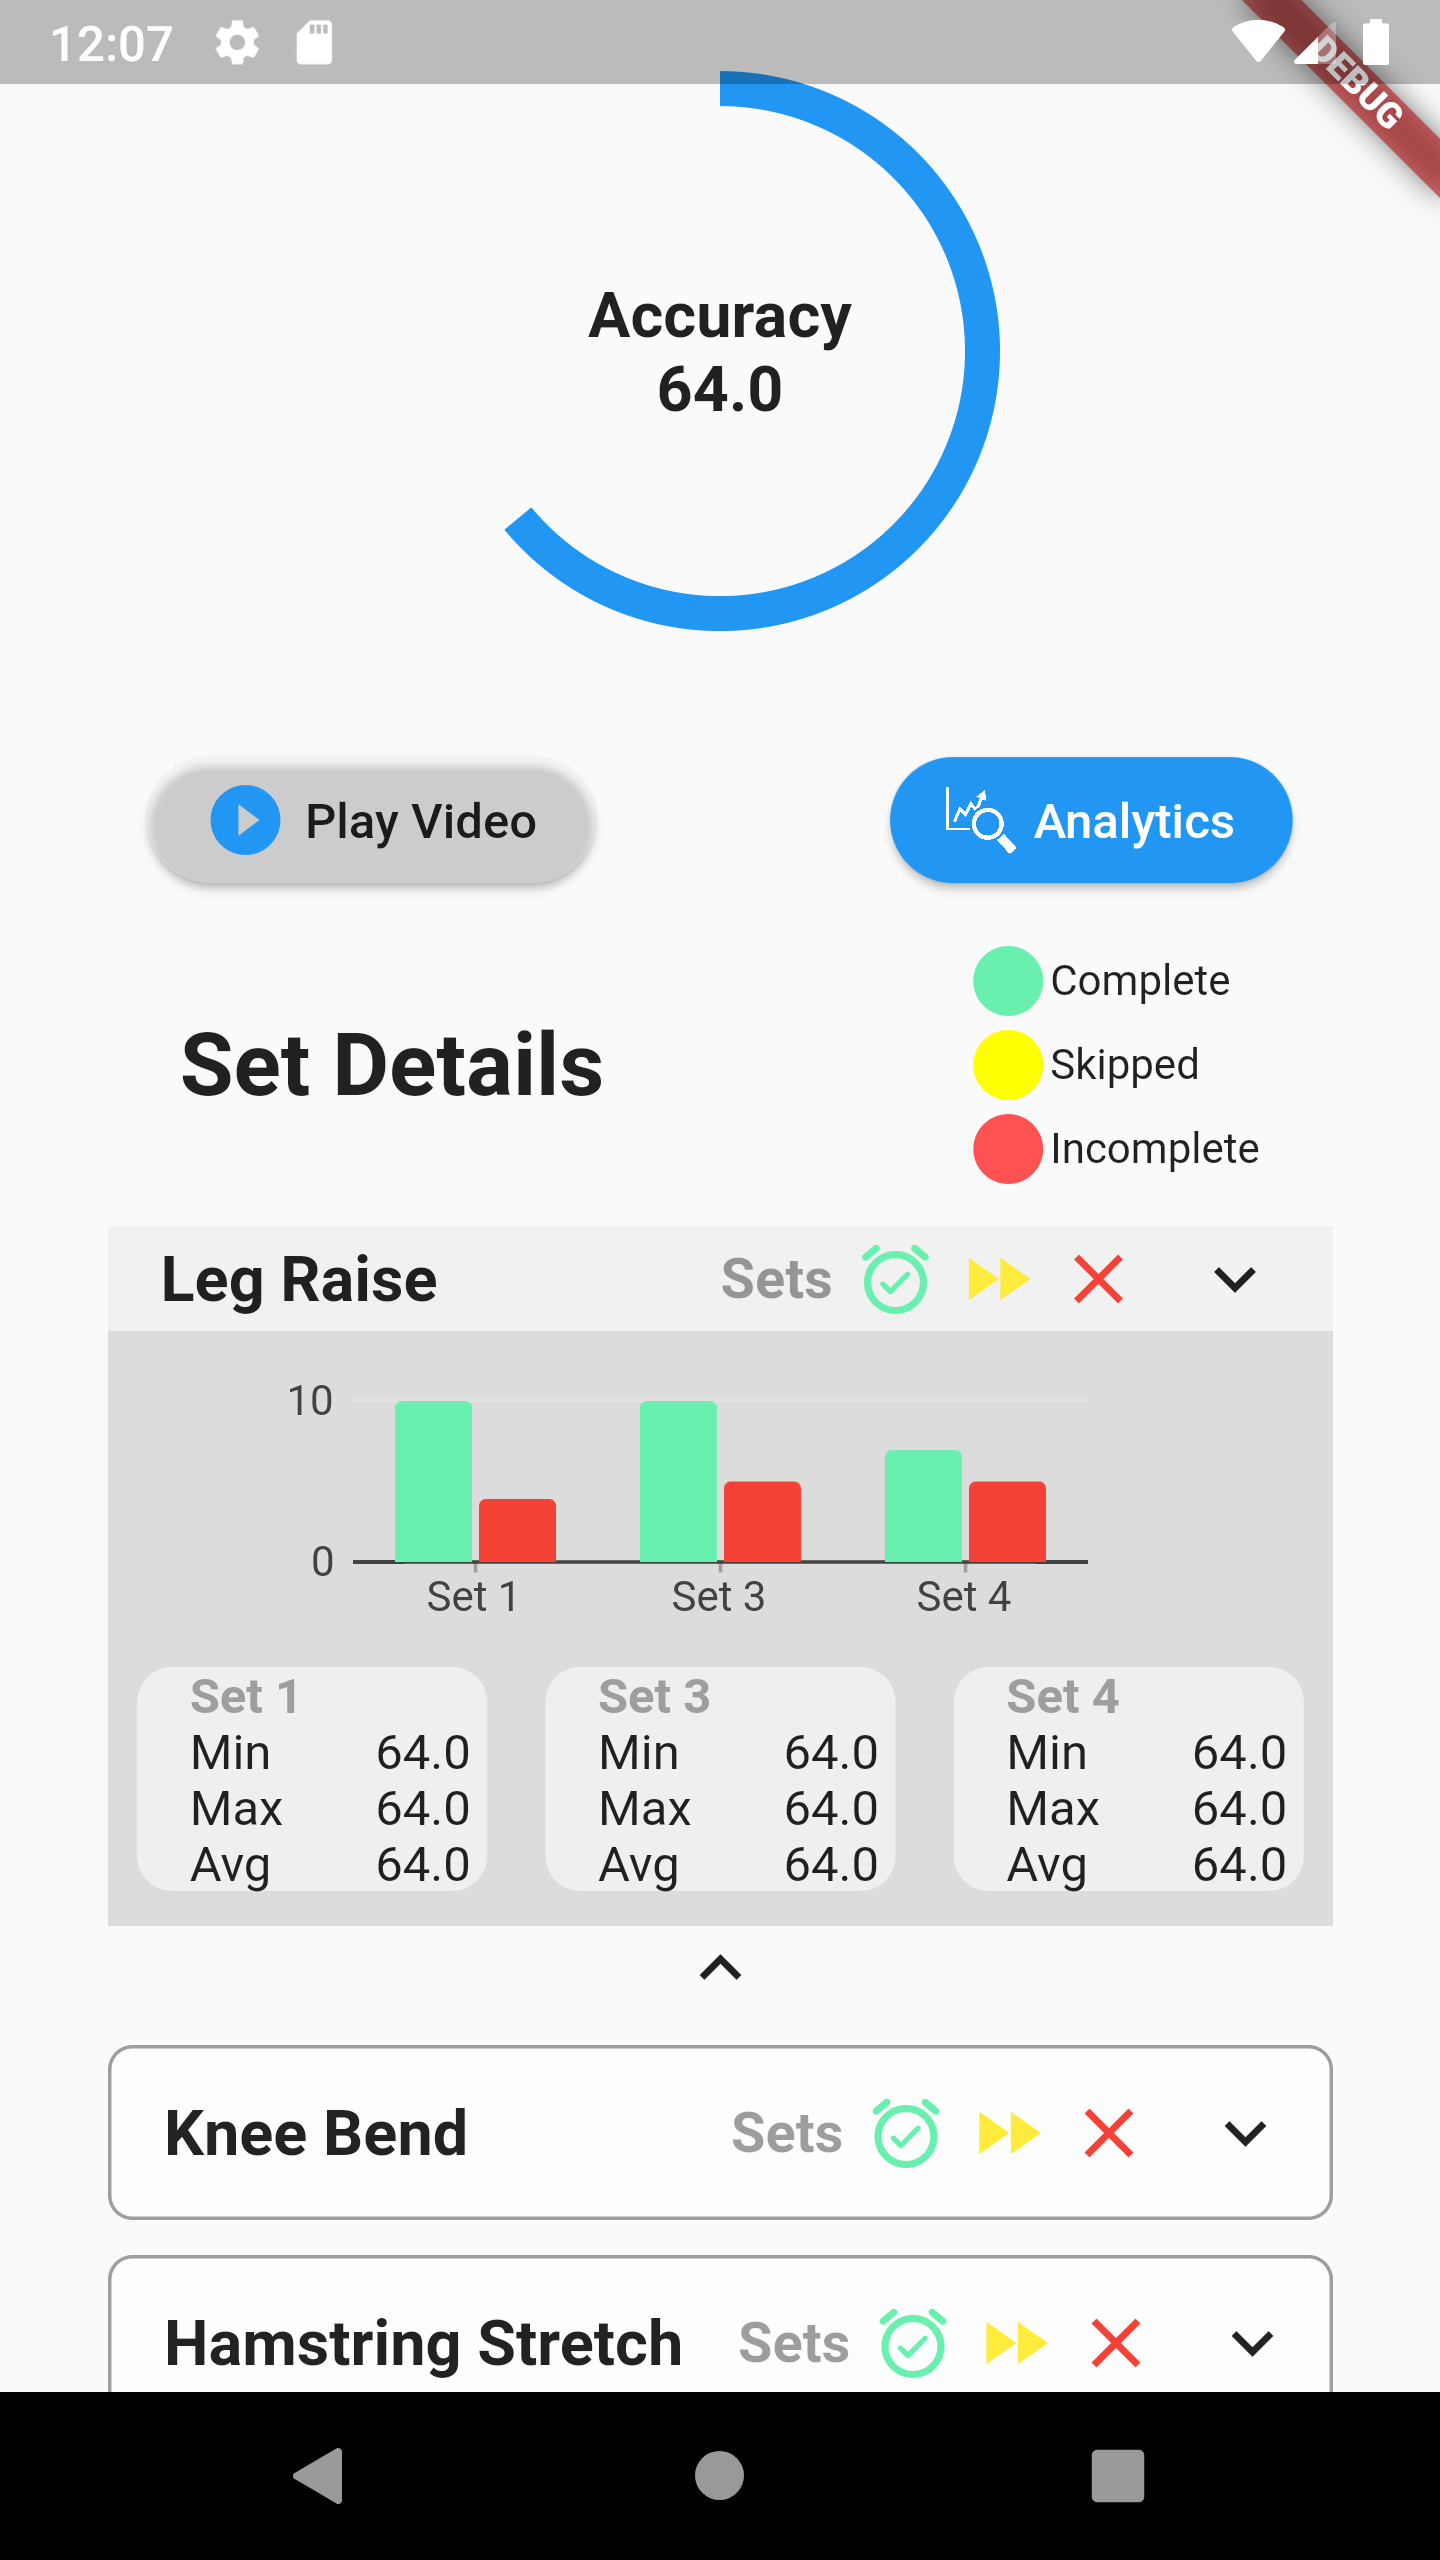 12:07
DEBUG
Accuracy
64.0
Play Video
Analytics
Complete
Set Details
Skipped
Incomplete
Leg Raise Sets
10
0
Set 1 Set 3 Set 4
Set 1 Set 3 Set 4
Min 64.0 Min 64.0 Min 64.0
Max 64.0 Max 64.0 Max 64.0
Avg 64.0 Avg 64.0 Avg 64.0
Knee Bend Sets
Hamstring Stretch Sets